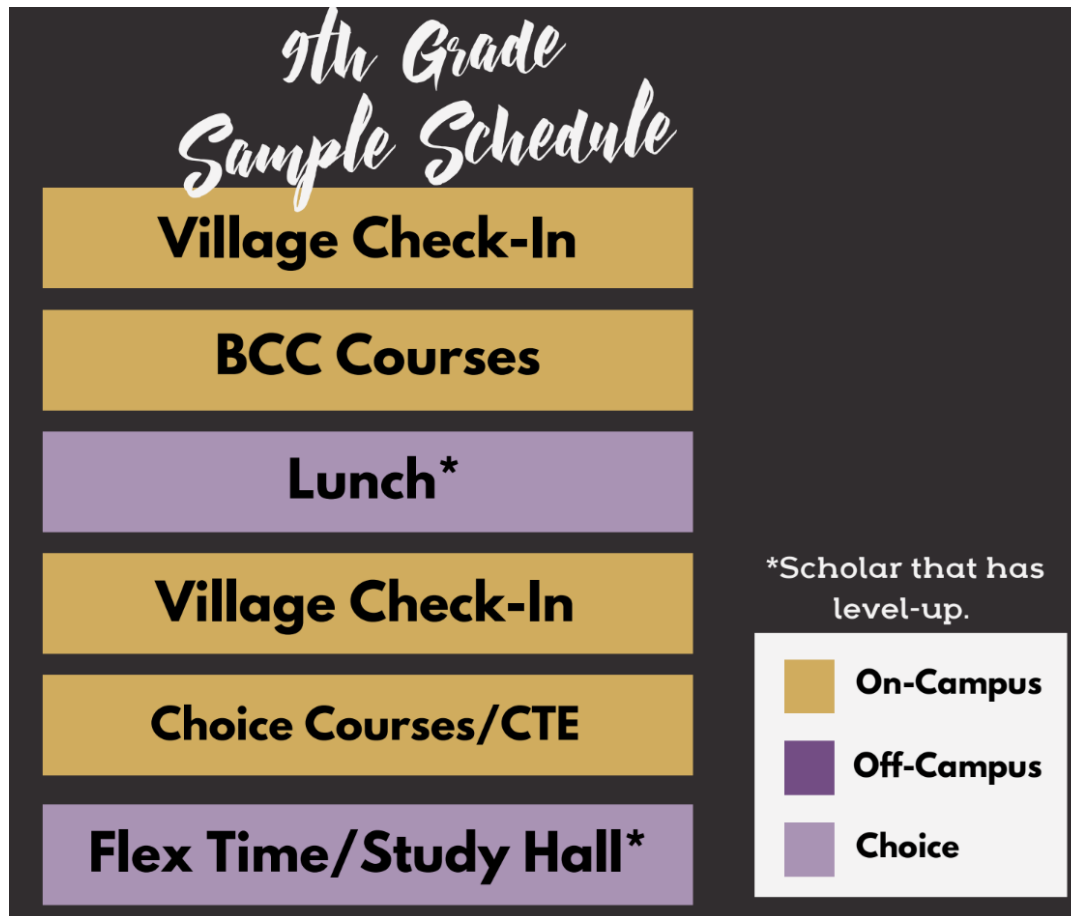 9th Grade
Sample Schedule
Village Check-In
BCC Courses
Lunch*
Village Check-In
Choice Courses/CTE
Flex Time/Study Hall*
*Scholar that has
level-up.
On-Campus
Off-Campus
Choice